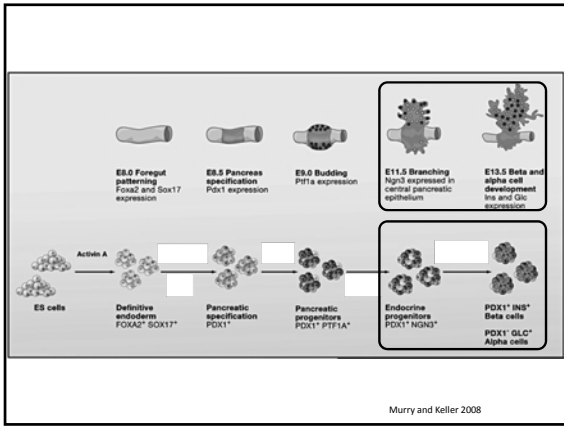 E8.0 Foregut
patterning
Foxa2 and Sox17
expression
E8.5 Pancreas
specification
Pdx1 expression
E9.0 Budding
Ptf1a expression
E11.5 Branching
Ngn3 expressed in
central pancreatic
epithelium
E13.5 Beta and
alpha cell
development
Ins and Glc
expression
Activin A
ES cells
Definitive
endoderm
FOXA2⁺ SOX17⁺
Pancreatic
specification
PDX1⁺
Pancreatic
progenitors
PDX1⁺ PTF1A⁺
Endocrine
progenitors
PDX1⁺ NGN3⁺
PDX1⁺ INS⁺
Beta cells
PDX1⁻ GLC⁺
Alpha cells
Murry and Keller 2008